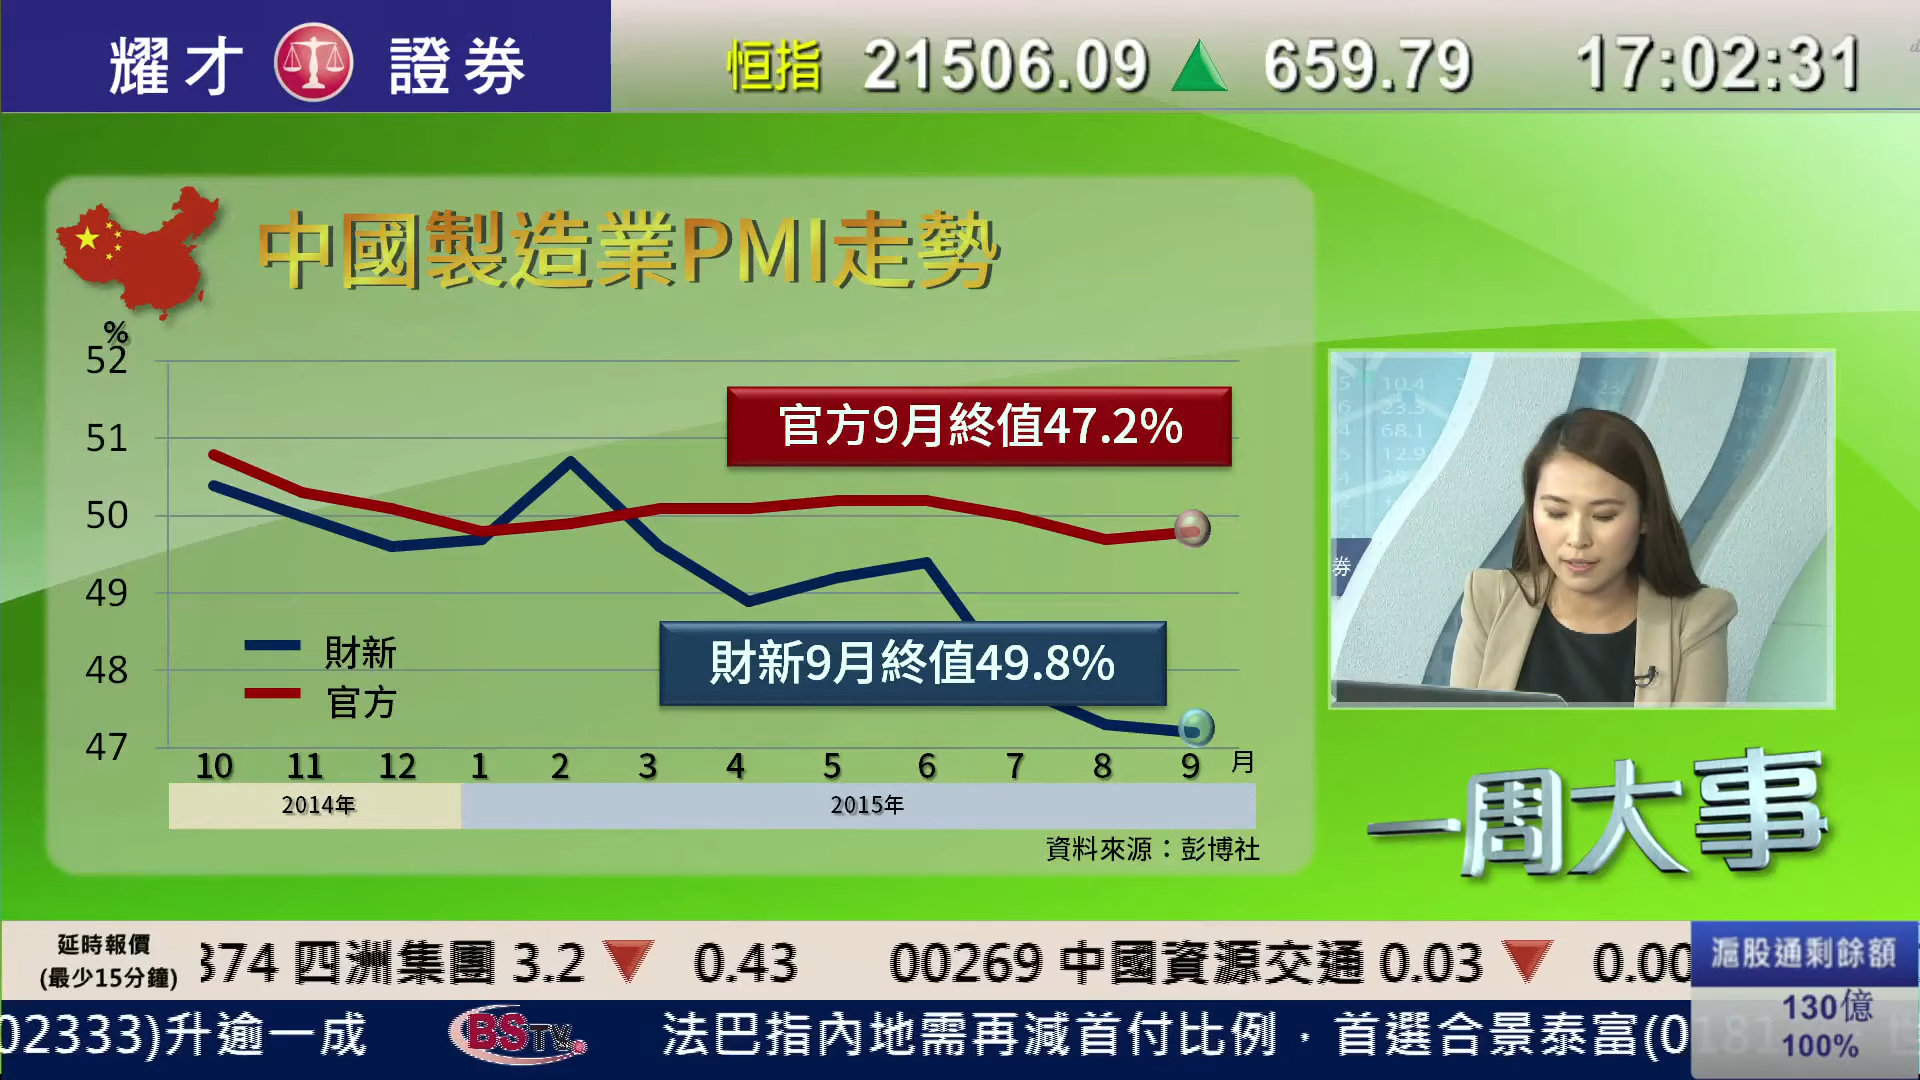 耀才證券
恒指 21506.09 ▲ 659.79 17:02:31
中國製造業PMI走勢
%
52
51
50
49
48
47
官方9月終值47.2%
財新9月終值49.8%
財新
官方
10 11 12 1 2 3 4 5 6 7 8 9 月
2014年 2015年
資料來源：彭博社
券
一周大事
延時報價
(最少15分鐘)
374 四洲集團 3.2 ▼ 0.43 00269 中國資源交通 0.03 ▼ 0.00
滬股通剩餘額
130億
100%
02333)升逾一成 BSTV 法巴指內地需再減首付比例，首選合景泰富(0181